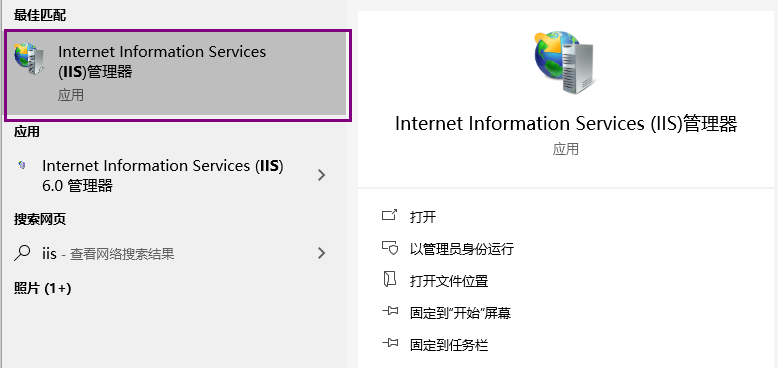 最佳匹配
Internet Information Services
(IIS)管理器
应用
应用
Internet Information Services (IIS)
6.0 管理器
搜索网页
iis - 查看网络搜索结果
照片 (1+)
Internet Information Services (IIS)管理器
应用
打开
以管理员身份运行
打开文件位置
固定到"开始"屏幕
固定到任务栏